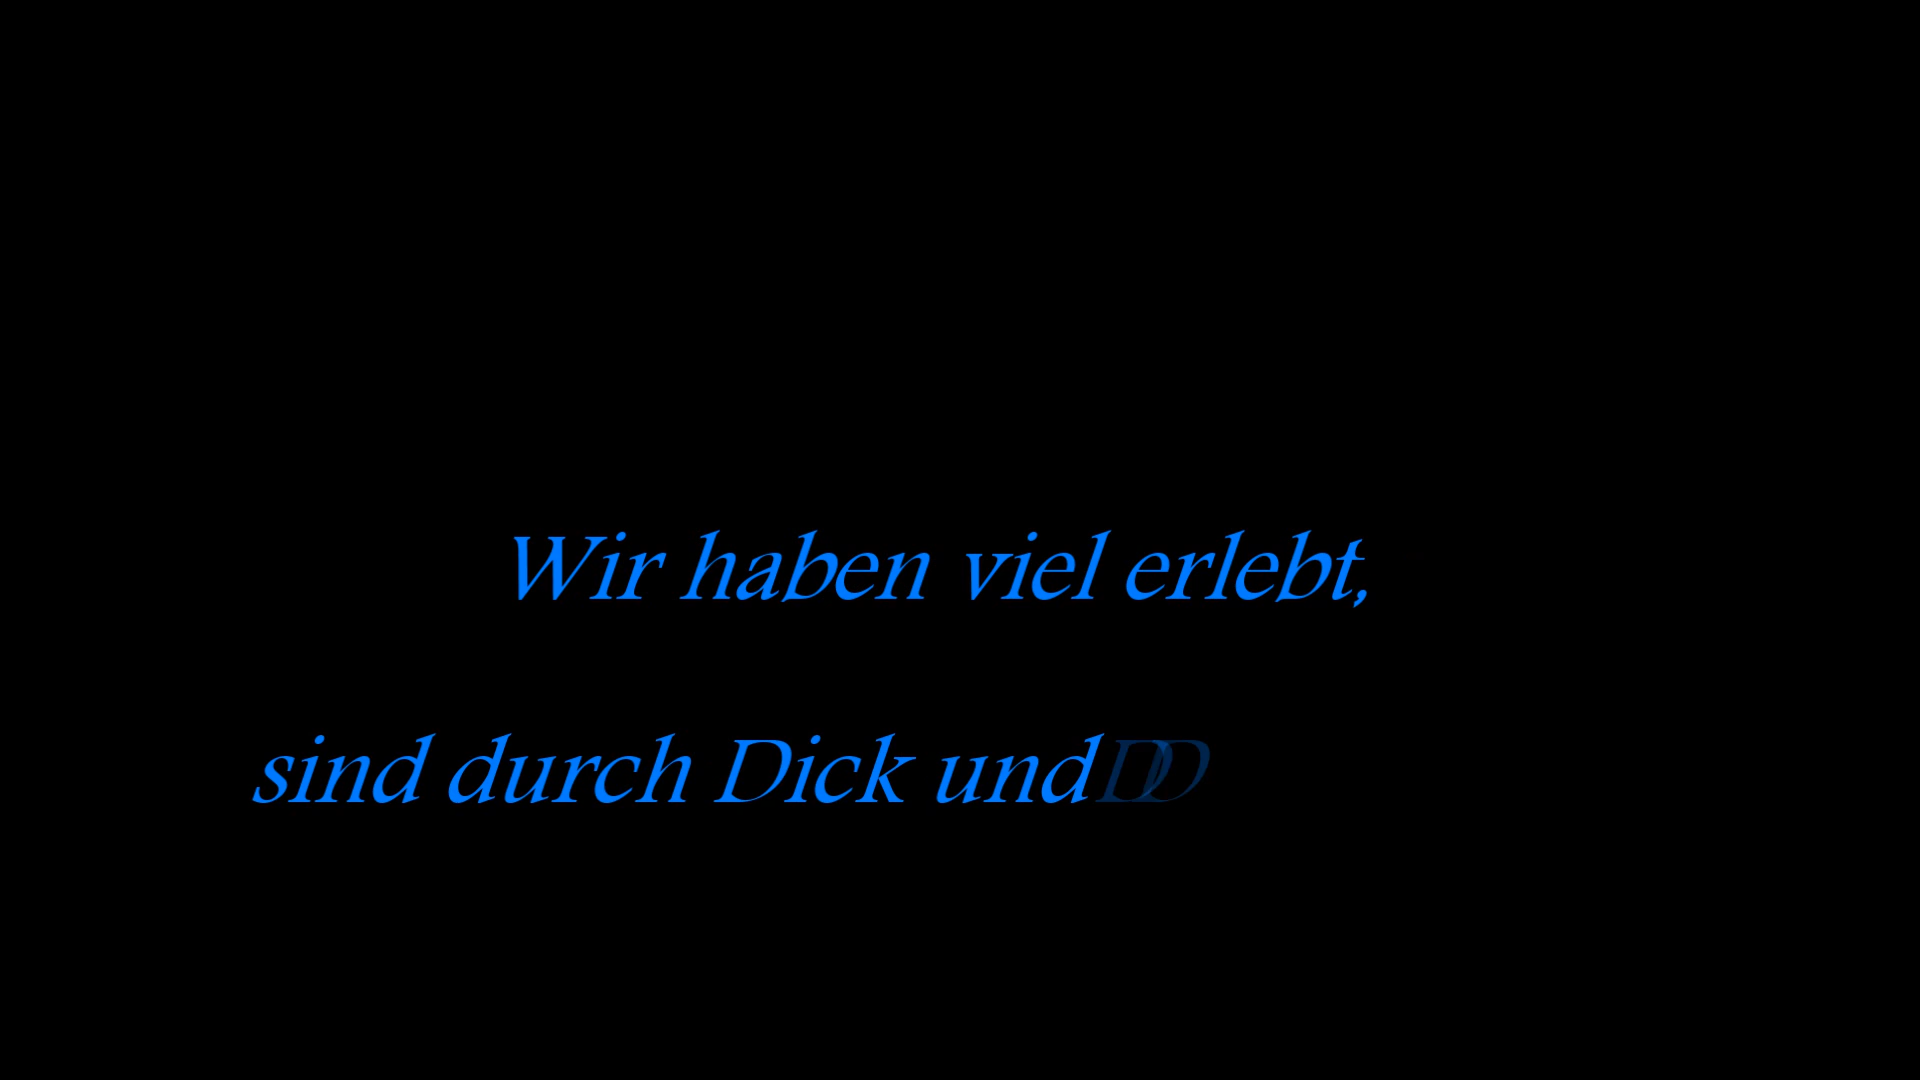 Wir haben viel erlebt,
sind durch Dick und